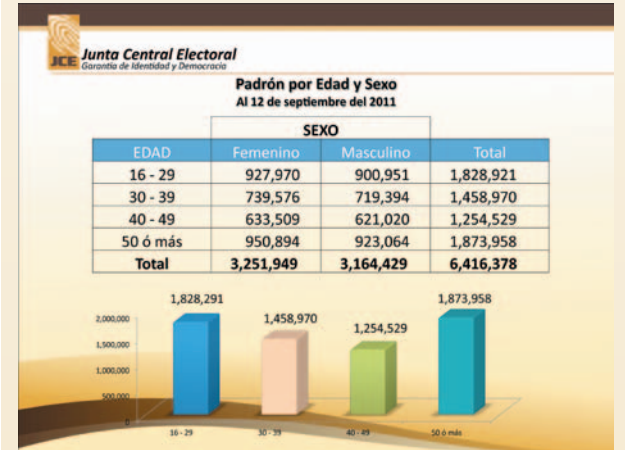 JCE
Junta Central Electoral
Garantía de Identidad y Democracia
Padrón por Edad y Sexo
Al 12 de septiembre del 2011
SEXO
EDAD Femenino Masculino Total
16 - 29 927,970 900,951 1,828,921
30 - 39 739,576 719,394 1,458,970
40 - 49 633,509 621,020 1,254,529
50 ó más 950,894 923,064 1,873,958
Total 3,251,949 3,164,429 6,416,378
1,828,291
1,458,970
1,254,529
1,873,958
2,000,000
1,500,000
1,000,000
500,000
0
16 - 29 30 - 39 40 - 49 50 ó más